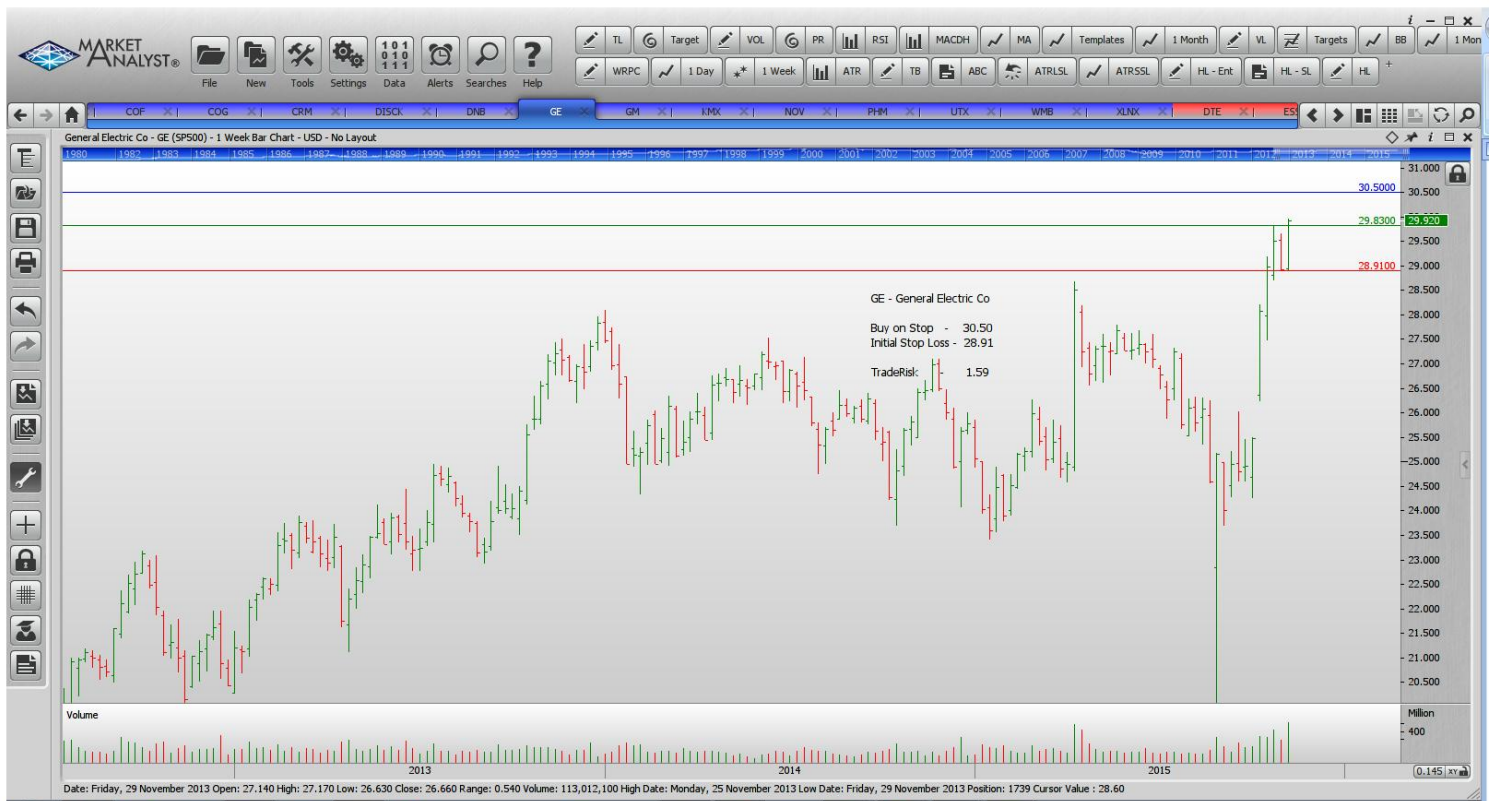 i
MARKET
ANALYST®
File New Tools Settings Data Alerts Searches Help
101
010
111
TL Target VOL PR RSI MACDH MA Templates 1 Month VL Targets BB 1 Mon
WRPC 1 Day 1 Week ATR TB ABC ATRLSL ATRSSL HL - Ent HL - SL HL +
COF COG CRM DISCK DNB GE GM KMX NOV PHM UTX WMB XLNX DTE ES
General Electric Co - GE (SP500) - 1 Week Bar Chart - USD - No Layout
i
1980 1982 1983 1984 1985 1986 1987 1988 1989 1990 1991 1992 1993 1994 1995 1996 1997 1998 1999 2000 2001 2002 2003 2004 2005 2006 2007 2008 2009 2010 2011 2012 2013 2014 2015
31.000
30.5000 30.500
29.8300 29.920
29.500
28.9100 29.000
28.500
28.000
27.500
27.000
26.500
26.000
25.500
25.000
24.500
24.000
23.500
23.000
22.500
22.000
21.500
21.000
20.500
GE - General Electric Co
Buy on Stop - 30.50
Initial Stop Loss - 28.91
TradeRisk - 1.59
Volume
Million
400
2013 2014 2015
0.145 XY
Date: Friday, 29 November 2013 Open: 27.140 High: 27.170 Low: 26.630 Close: 26.660 Range: 0.540 Volume: 113,012,100 High Date: Monday, 25 November 2013 Low Date: Friday, 29 November 2013 Position: 1739 Cursor Value : 28.60